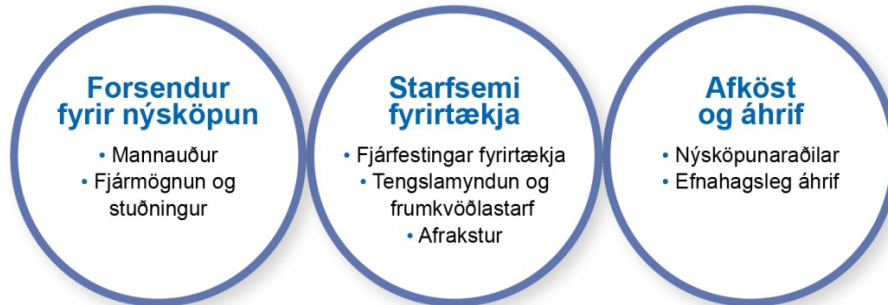 Forsendur
fyrir nýsköpun
• Mannauður
• Fjármögnun og
stuðningur
Starfsemi
fyrirtækja
• Fjárfestingar fyrirtækja
• Tengslamyndun og
frumkvöðlastarf
• Afrakstur
Afköst
og áhrif
• Nýsköpunaraðilar
• Efnahagsleg áhrif